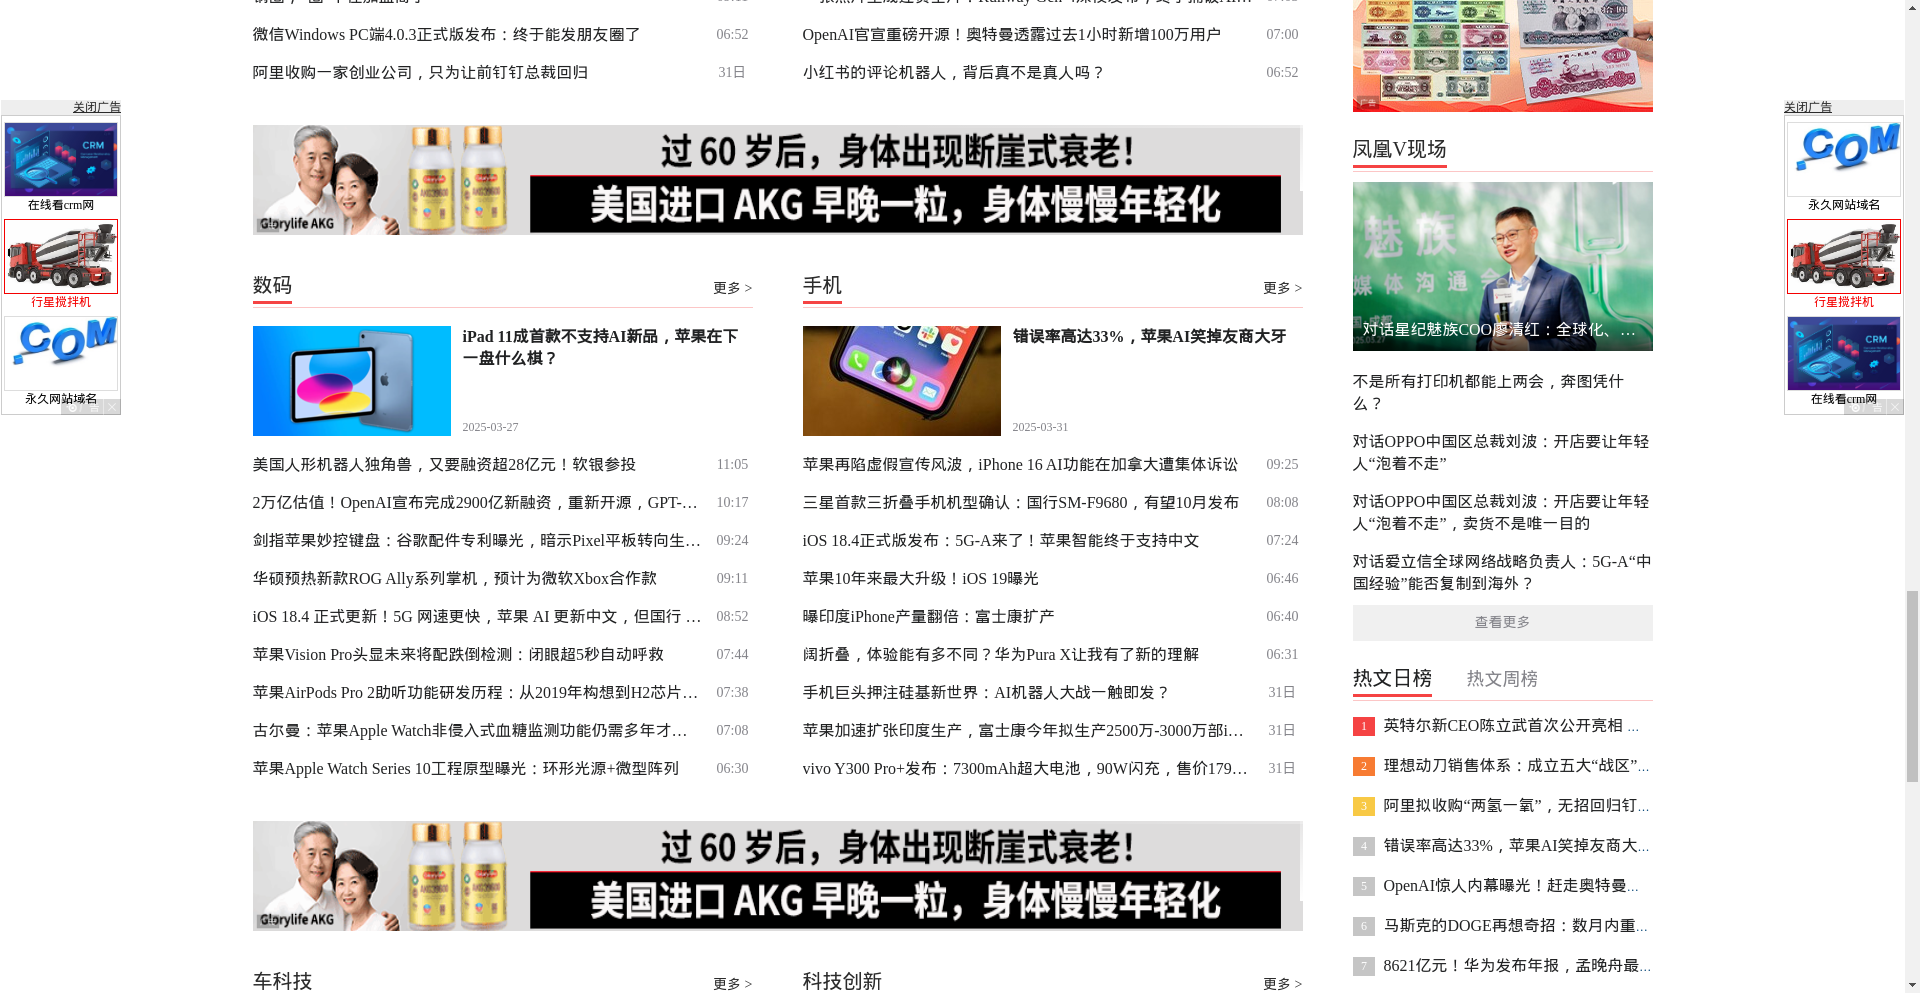 微信Windows PC端4.0.3正式版发布：终于能发朋友圈了 06:52
阿里收购一家创业公司，只为让前钉钉总裁回归 31日
OpenAI官宣重磅开源！奥特曼透露过去1小时新增100万用户 07:00
小红书的评论机器人，背后真不是真人吗？ 06:52
广告
关闭广告
CRM
在线看crm网
行星搅拌机
COM
永久网站域名
广告
关闭广告
COM
永久网站域名
行星搅拌机
CRM
在线看crm网
广告
过 60 岁后，身体出现断崖式衰老！
美国进口 AKG 早晚一粒，身体慢慢年轻化
Glorylife AKG
数码
更多 >
iPad 11成首款不支持AI新品，苹果在下
一盘什么棋？
2025-03-27
美国人形机器人独角兽，又要融资超28亿元！软银参投 11:05
2万亿估值！OpenAI宣布完成2900亿新融资，重新开源，GPT-… 10:17
剑指苹果妙控键盘：谷歌配件专利曝光，暗示Pixel平板转向生… 09:24
华硕预热新款ROG Ally系列掌机，预计为微软Xbox合作款 09:11
iOS 18.4 正式更新！5G 网速更快，苹果 AI 更新中文，但国行 … 08:52
苹果Vision Pro头显未来将配跌倒检测：闭眼超5秒自动呼救 07:44
苹果AirPods Pro 2助听功能研发历程：从2019年构想到H2芯片… 07:38
古尔曼：苹果Apple Watch非侵入式血糖监测功能仍需多年才… 07:08
苹果Apple Watch Series 10工程原型曝光：环形光源+微型阵列 06:30
手机
更多 >
错误率高达33%，苹果AI笑掉友商大牙
2025-03-31
苹果再陷虚假宣传风波，iPhone 16 AI功能在加拿大遭集体诉讼 09:25
三星首款三折叠手机机型确认：国行SM-F9680，有望10月发布 08:08
iOS 18.4正式版发布：5G-A来了！苹果智能终于支持中文 07:24
苹果10年来最大升级！iOS 19曝光 06:46
曝印度iPhone产量翻倍：富士康扩产 06:40
阔折叠，体验能有多不同？华为Pura X让我有了新的理解 06:31
手机巨头押注硅基新世界：AI机器人大战一触即发？ 31日
苹果加速扩张印度生产，富士康今年拟生产2500万-3000万部i… 31日
vivo Y300 Pro+发布：7300mAh超大电池，90W闪充，售价179… 31日
过 60 岁后，身体出现断崖式衰老！
美国进口 AKG 早晚一粒，身体慢慢年轻化
Glorylife AKG
车科技
更多 >
科技创新
更多 >
凤凰V现场
魅族
媒体沟通会
对话星纪魅族COO廖清红：全球化、…
不是所有打印机都能上两会，奔图凭什
么？
对话OPPO中国区总裁刘波：开店要让年轻
人“泡着不走”
对话OPPO中国区总裁刘波：开店要让年轻
人“泡着不走”，卖货不是唯一目的
对话爱立信全球网络战略负责人：5G-A“中
国经验”能否复制到海外？
查看更多
热文日榜 热文周榜
1 英特尔新CEO陈立武首次公开亮相 …
2 理想动刀销售体系：成立五大“战区”…
3 阿里拟收购“两氢一氧”，无招回归钉…
4 错误率高达33%，苹果AI笑掉友商大…
5 OpenAI惊人内幕曝光！赶走奥特曼…
6 马斯克的DOGE再想奇招：数月内重…
7 8621亿元！华为发布年报，孟晚舟最…